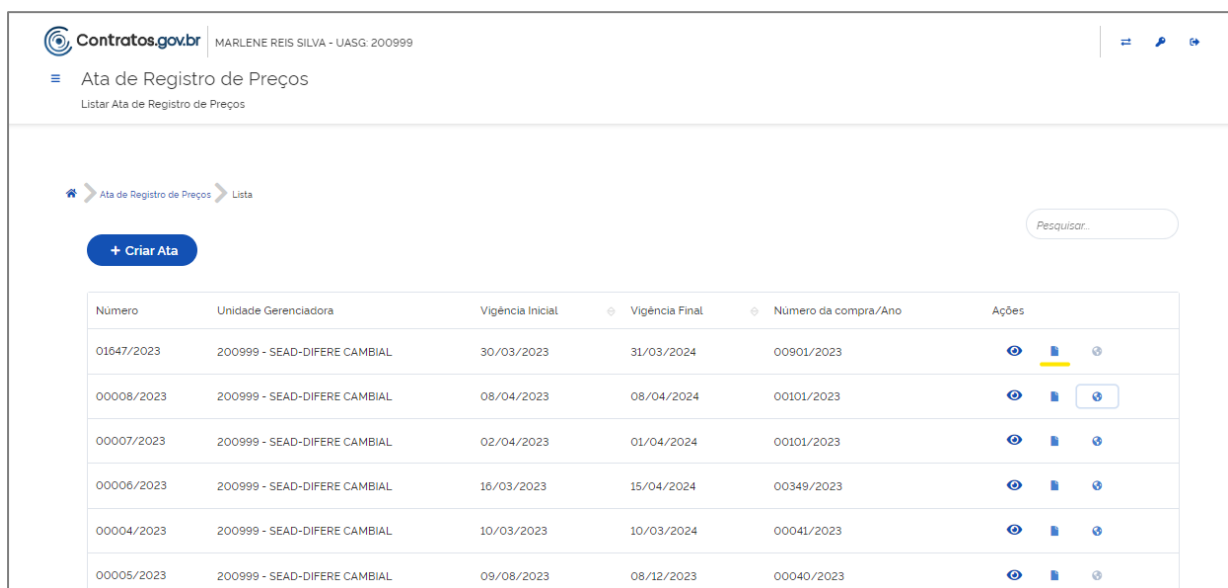 Contratos.gov.br MARLENE REIS SILVA - UASG: 200999
Ata de Registro de Preços
Listar Ata de Registro de Preços
Ata de Registro de Preços Lista
Pesquisar...
+ Criar Ata
Número Unidade Gerenciadora Vigência Inicial Vigência Final Número da compra/Ano Ações
01647/2023 200999 - SEAD-DIFERE CAMBIAL 30/03/2023 31/03/2024 00901/2023
00008/2023 200999 - SEAD-DIFERE CAMBIAL 08/04/2023 08/04/2024 00101/2023
00007/2023 200999 - SEAD-DIFERE CAMBIAL 02/04/2023 01/04/2024 00101/2023
00006/2023 200999 - SEAD-DIFERE CAMBIAL 16/03/2023 15/04/2024 00349/2023
00004/2023 200999 - SEAD-DIFERE CAMBIAL 10/03/2023 10/03/2024 00041/2023
00005/2023 200999 - SEAD-DIFERE CAMBIAL 09/08/2023 08/12/2023 00040/2023